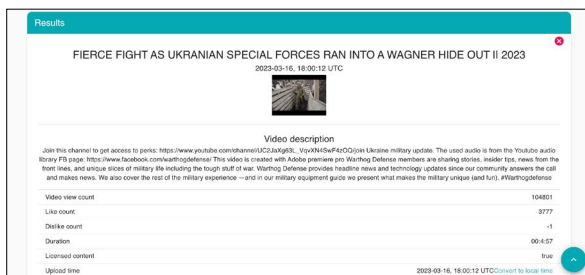 Results
FIERCE FIGHT AS UKRANIAN SPECIAL FORCES RAN INTO A WAGNER HIDE OUT II 2023
2023-03-16, 18:00:12 UTC
Video description
Join this channel to get access to perks: https://www.youtube.com/channel/UC2JaXg63L_VqvXN4SwF4zOQ/join Ukraine military update. The used audio is from the Youtube audio
library FB page: https://www.facebook.com/warthogdefense/ This video is created with Adobe premiere pro Warthog Defense members are sharing stories, insider tips, news from the
front lines, and unique slices of military life including the tough stuff of war. Warthog Defense provides headline news and technology updates since our community answers the call
and makes news. We also cover the rest of the military experience —and in our military equipment guide we present what makes the military unique (and fun). #Warthogdefense
Video view count 104801
Like count 3777
Dislike count -1
Duration 00:4:57
Licensed content true
Upload time 2023-03-16, 18:00:12 UTCConvert to local time